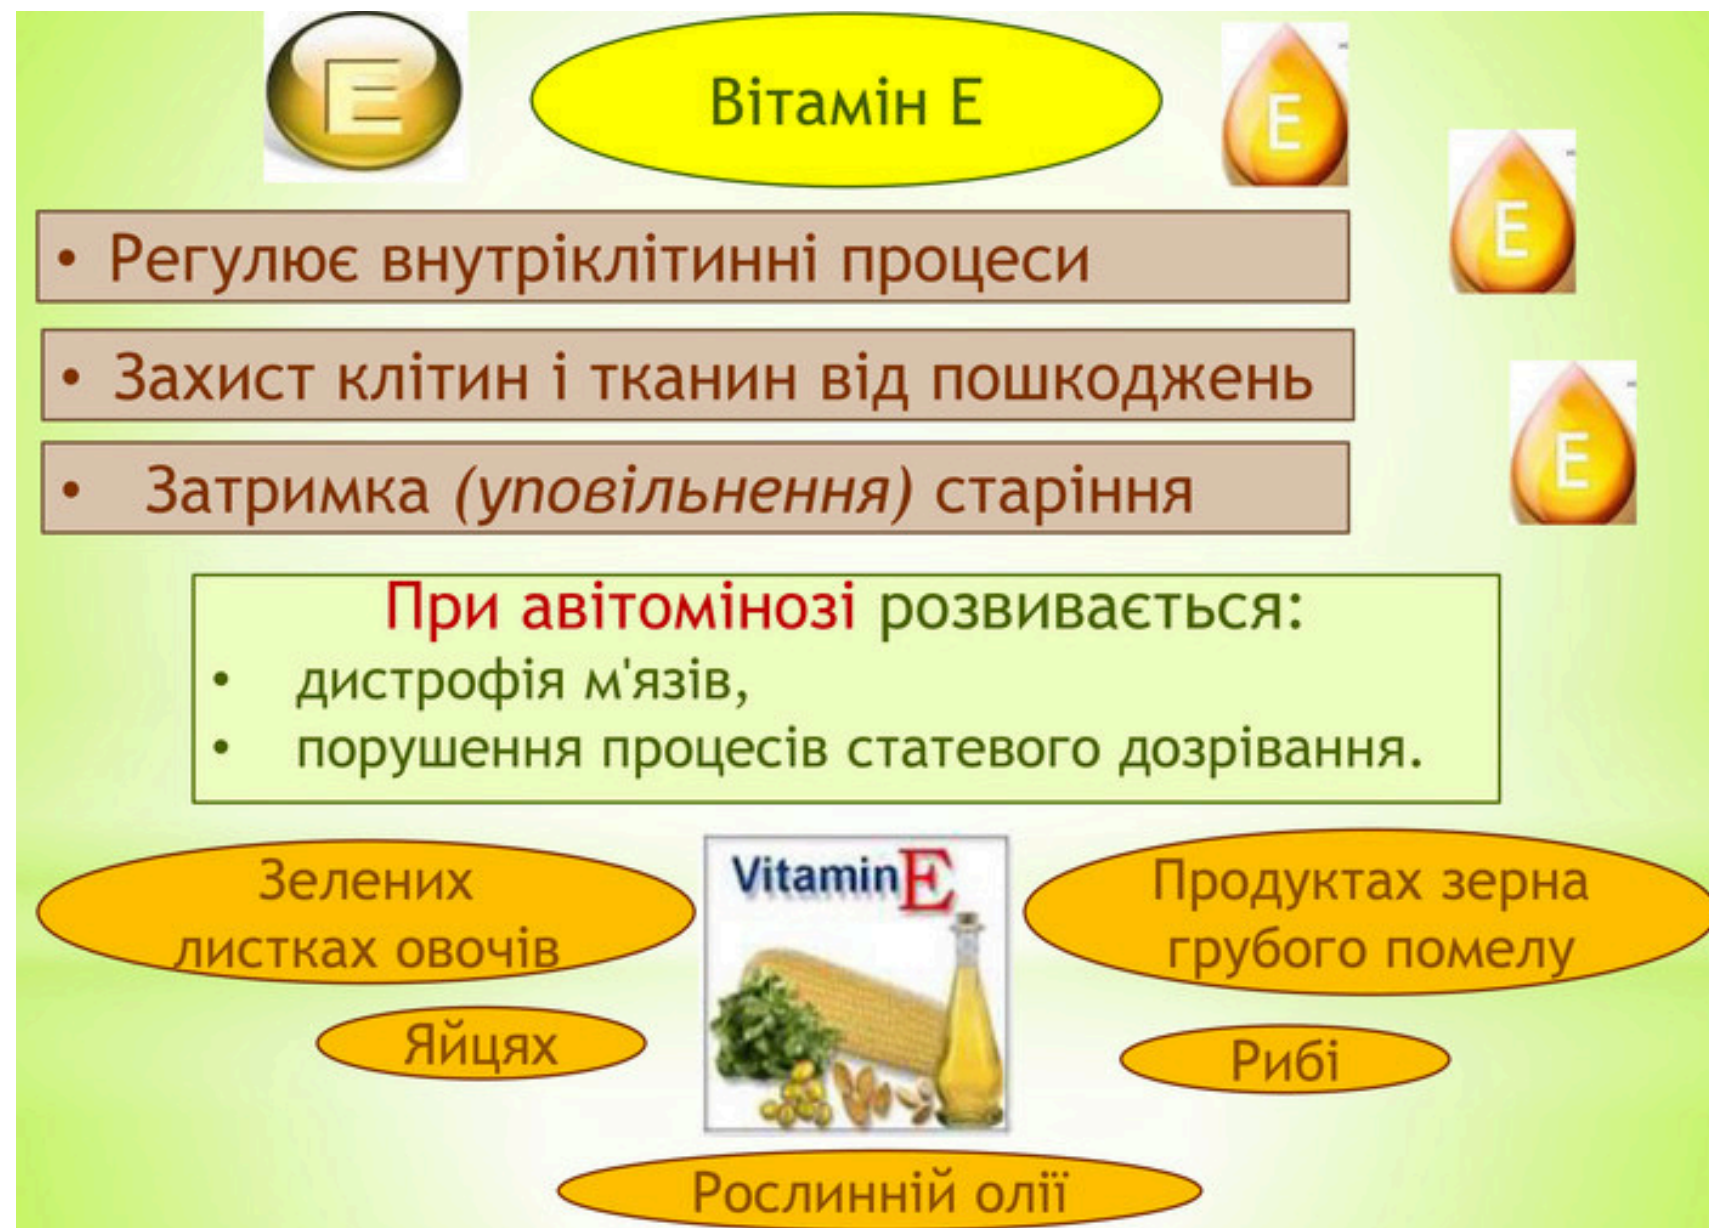 E
Вітамін Е
E
E
• Регулює внутріклітинні процеси
• Захист клітин і тканин від пошкоджень
E
• Затримка (уповільнення) старіння
При авітомінозі розвивається:
• дистрофія м'язів,
• порушення процесів статевого дозрівання.
Зелених
листках овочів
Vitamin E
Продуктах зерна
грубого помелу
Яйцях
Рибі
Рослинній олії